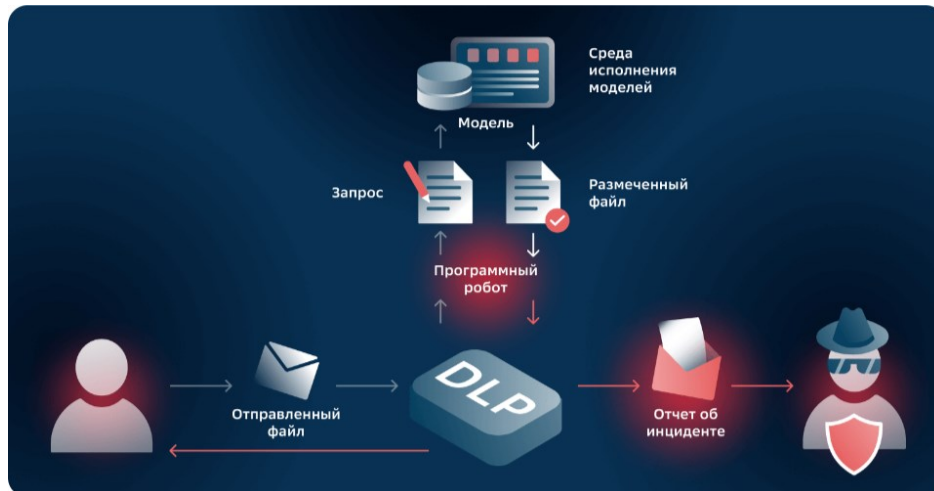 Среда
исполнения
моделей
Модель
Запрос
Размеченный
файл
Программный
робот
DLP
Отправленный
файл
Отчет об
инциденте